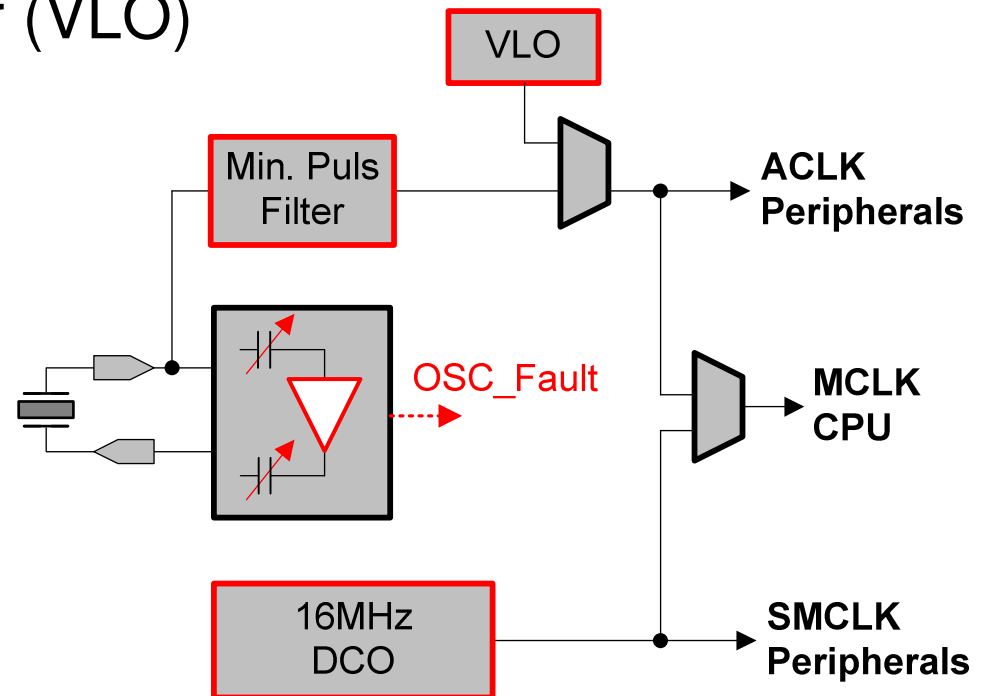 (VLO)
VLO
Min. Puls
Filter
ACLK
Peripherals
OSC_Fault
MCLK
CPU
16MHz
DCO
SMCLK
Peripherals